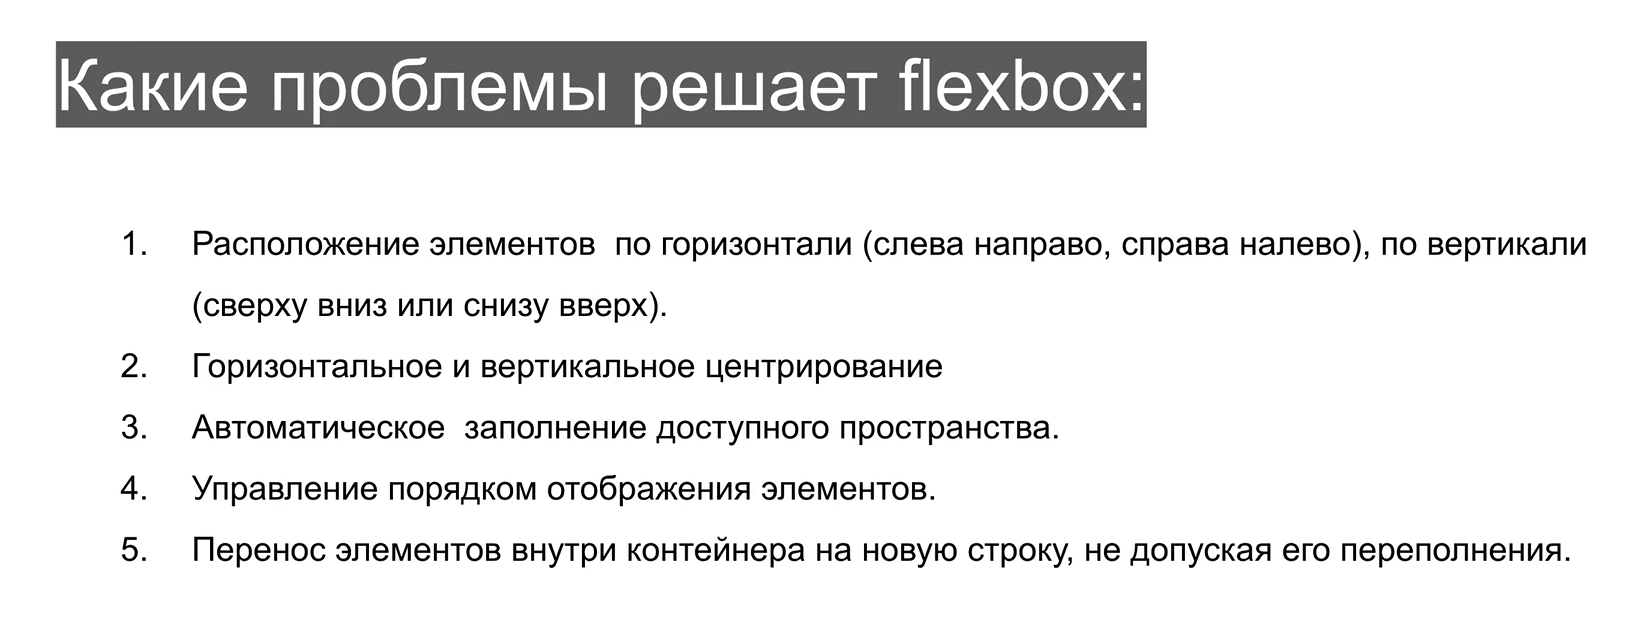 Какие проблемы решает flexbox:
1. Расположение элементов  по горизонтали (слева направо, справа налево), по вертикали
(сверху вниз или снизу вверх).
2. Горизонтальное и вертикальное центрирование
3. Автоматическое  заполнение доступного пространства.
4. Управление порядком отображения элементов.
5. Перенос элементов внутри контейнера на новую строку, не допуская его переполнения.